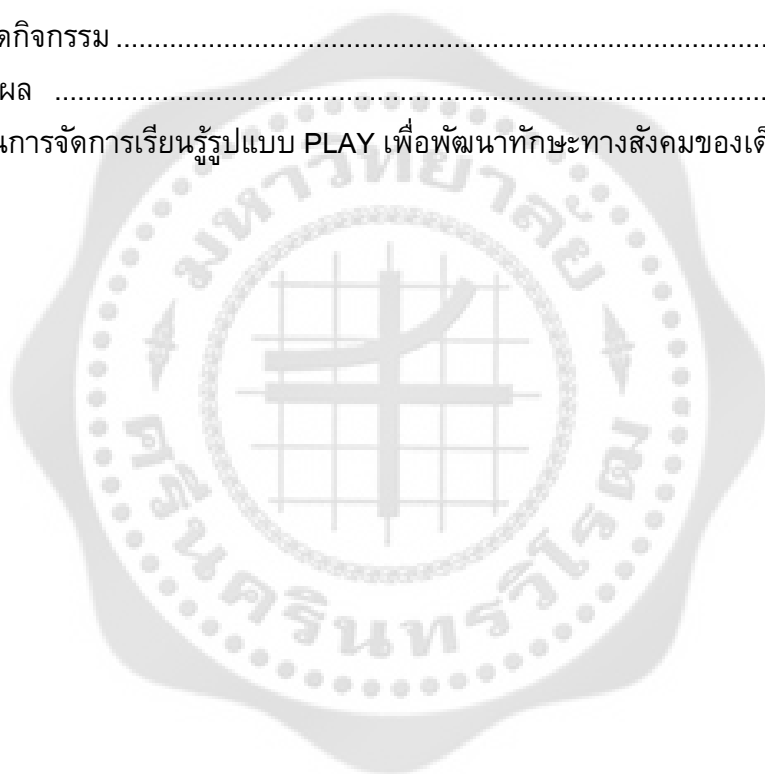 ดกิจกรรม ................................................................................................
ผล ................................................................................................
นการจัดการเรียนรู้รูปแบบ PLAY เพื่อพัฒนาทักษะทางสังคมของเด็
มหาวิทยาลัย
ศรีนครินทรวิโรฒ